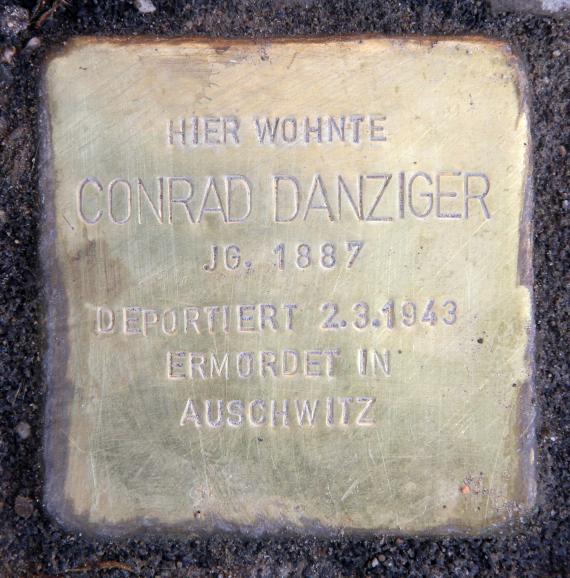 HIER WOHNTE
CONRAD DANZIGER
JG. 1887
DEPORTIERT 2.3.1943
ERMORDET IN
AUSCHWITZ